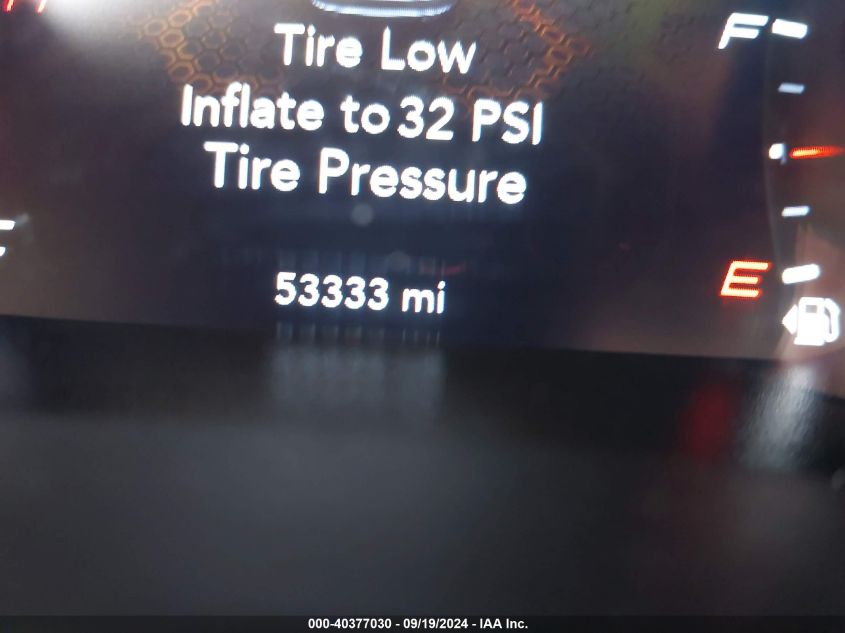 F
Tire Low
Inflate to 32 PSI
Tire Pressure
E
53333 mi
000-40377030 - 09/19/2024 - IAA Inc.